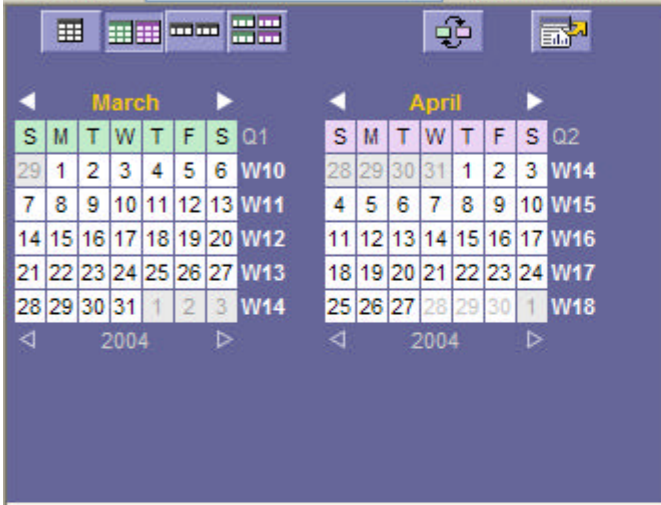 March
S M T W T F S Q1
29 1 2 3 4 5 6 W10
7 8 9 10 11 12 13 W11
14 15 16 17 18 19 20 W12
21 22 23 24 25 26 27 W13
28 29 30 31 1 2 3 W14
2004
April
S M T W T F S Q2
28 29 30 31 1 2 3 W14
4 5 6 7 8 9 10 W15
11 12 13 14 15 16 17 W16
18 19 20 21 22 23 24 W17
25 26 27 28 29 30 1 W18
2004